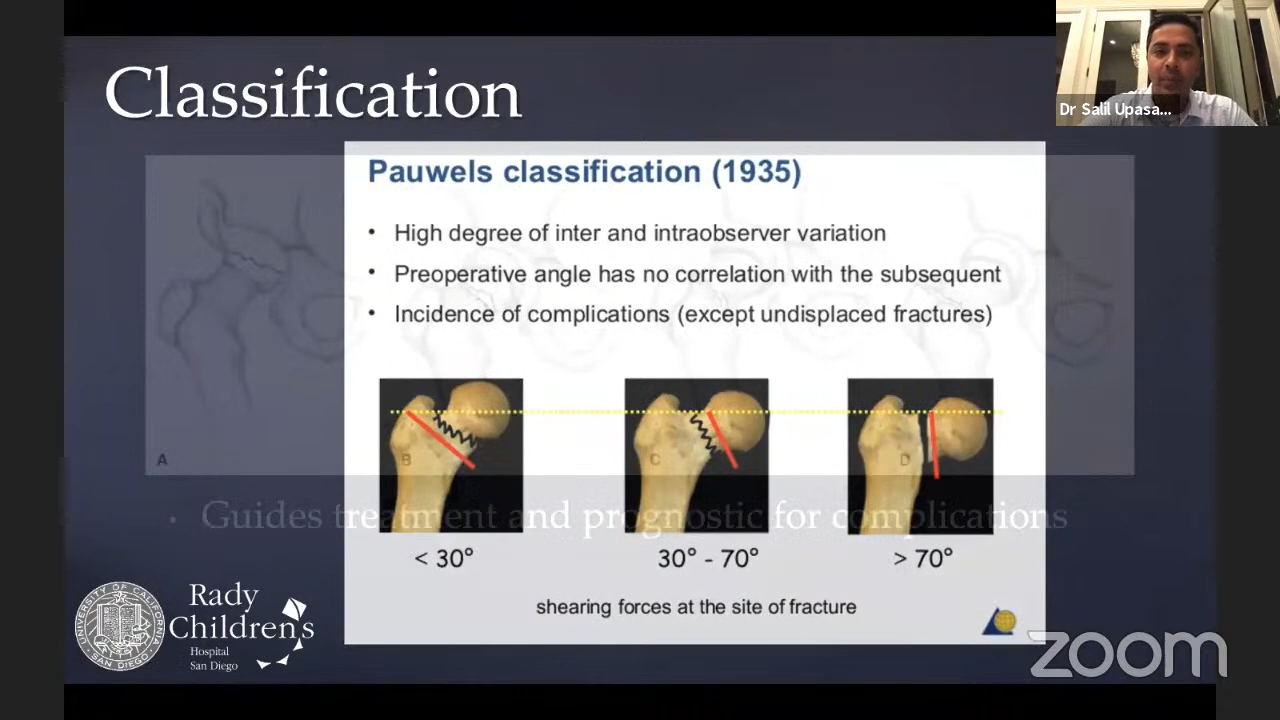 Classification
Dr Salil Upasa...
Pauwels classification (1935)
• High degree of inter and intraobserver variation
• Preoperative angle has no correlation with the subsequent
• Incidence of complications (except undisplaced fractures)
A
B
C
D
• Guides treatment and prognostic for complications
< 30°
30° - 70°
> 70°
shearing forces at the site of fracture
UNIVERSITY OF CALIFORNIA
SAN DIEGO
Rady
Children's
Hospital
San Diego
zoom